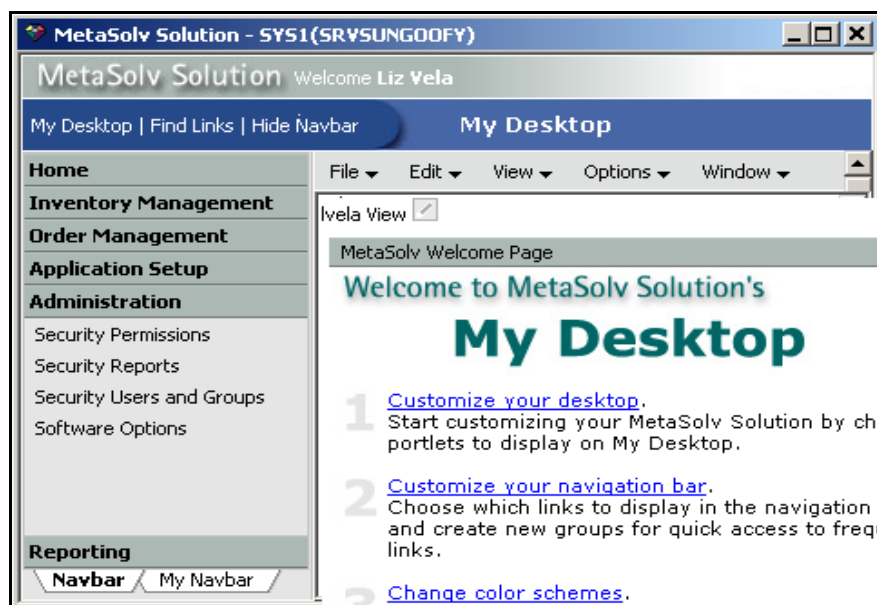 MetaSolv Solution - SYS1(SRVSUNGOOFY)
MetaSolv Solution Welcome Liz Vela
My Desktop | Find Links | Hide Navbar
My Desktop
Home
Inventory Management
Order Management
Application Setup
Administration
Security Permissions
Security Reports
Security Users and Groups
Software Options
Reporting
Navbar / My Navbar
File Edit View Options Window
lvela View
MetaSolv Welcome Page
Welcome to MetaSolv Solution's
My Desktop
1 Customize your desktop.
Start customizing your MetaSolv Solution by ch
portlets to display on My Desktop.
2 Customize your navigation bar.
Choose which links to display in the navigation
and create new groups for quick access to freq
links.
3 Change color schemes.